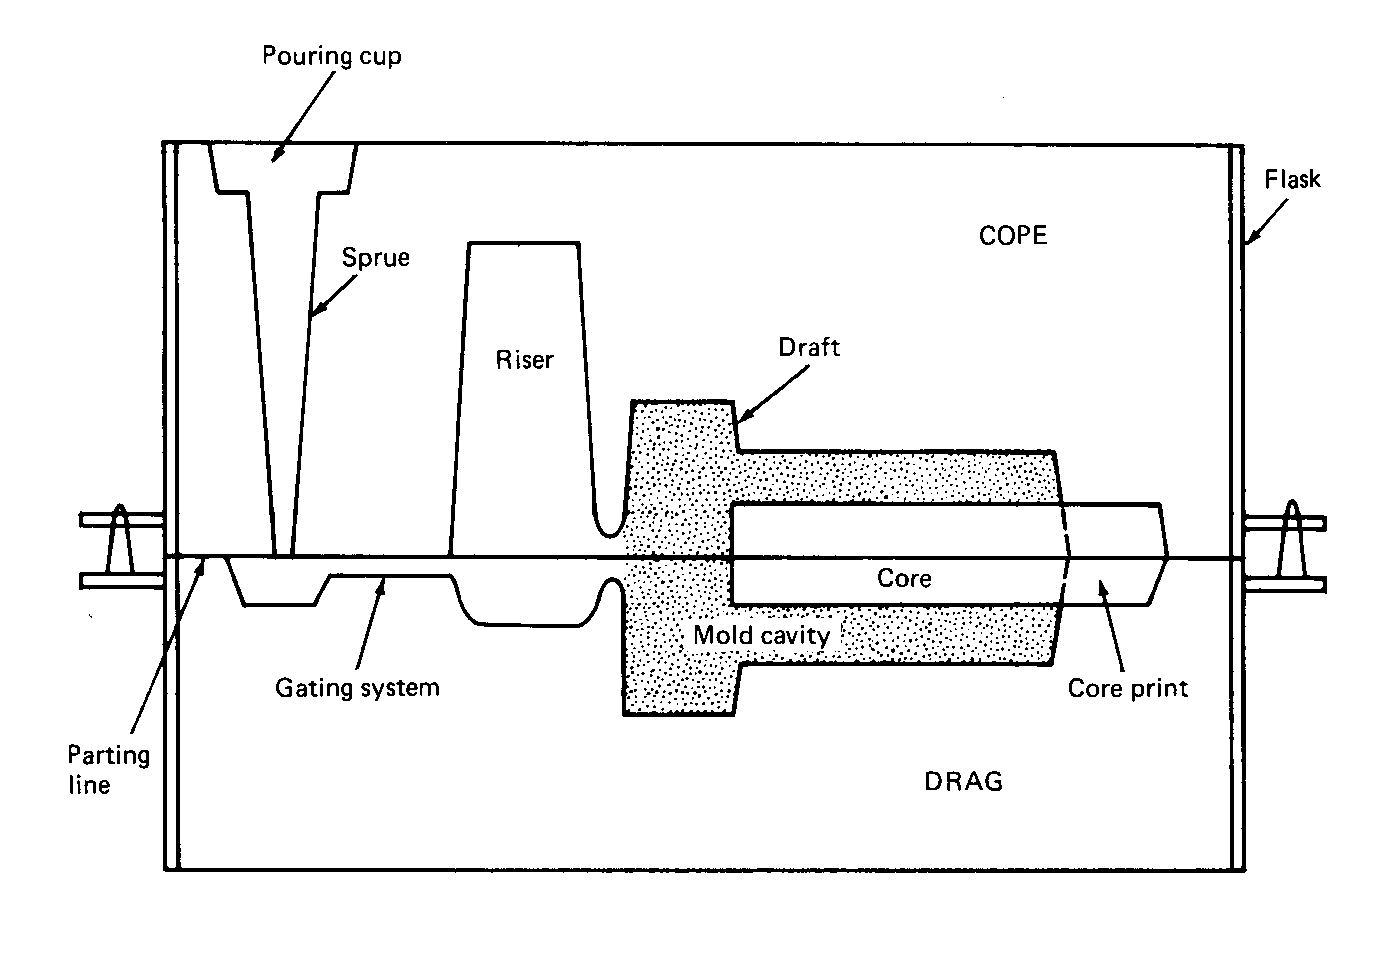 Pouring cup
Flask
COPE
Sprue
Draft
Riser
Core
Mold cavity
Gating system
Core print
Parting
line
DRAG